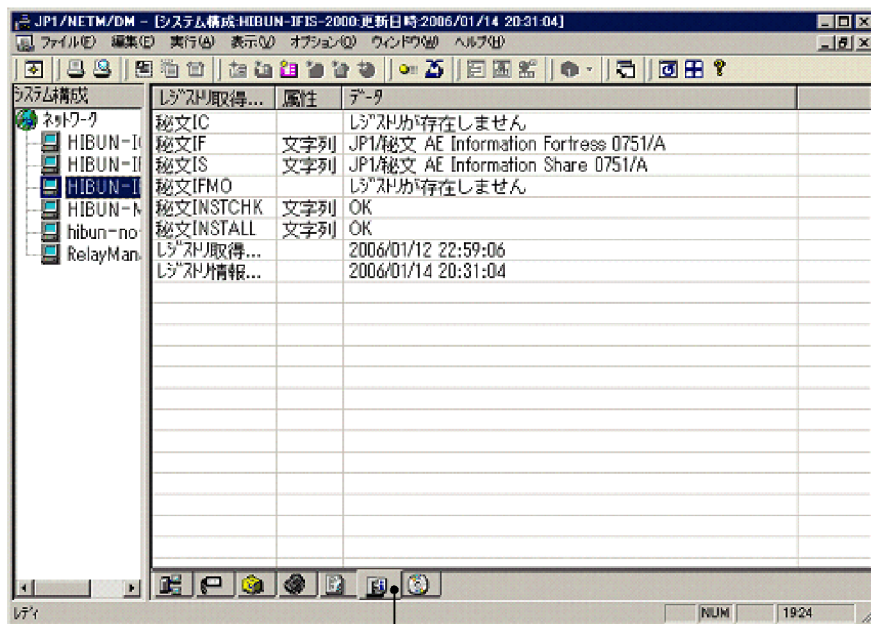 JP1/NETM/DM - [システム構成:HIBUN-IFIS-2000:更新日時:2006/01/14 20:31:04]
ファイル(F) 編集(E) 実行(A) 表示(V) オプション(O) ウィンドウ(W) ヘルプ(H)
システム構成
ネットワーク
HIBUN-I
HIBUN-I
HIBUN-I
HIBUN-M
hibun-no
RelayMan
レジストリ取得... 属性 データ
秘文IC レジストリが存在しません
秘文IF 文字列 JP1/秘文 AE Information Fortress 0751/A
秘文IS 文字列 JP1/秘文 AE Information Share 0751/A
秘文IFMO レジストリが存在しません
秘文INSTCHK 文字列 OK
秘文INSTALL 文字列 OK
レジストリ取得... 2006/01/12 22:59:06
レジストリ情報... 2006/01/14 20:31:04
レディ NUM 19:24